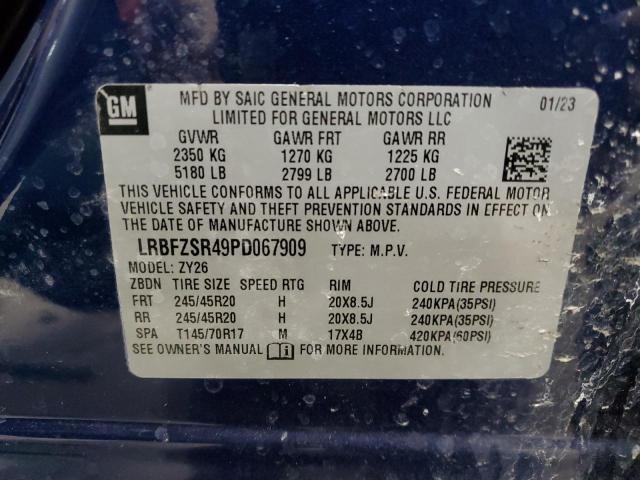 GM
MFD BY SAIC GENERAL MOTORS CORPORATION 01/23
LIMITED FOR GENERAL MOTORS LLC
GVWR GAWR FRT GAWR RR
2350 KG 1270 KG 1225 KG
5180 LB 2799 LB 2700 LB
THIS VEHICLE CONFORMS TO ALL APPLICABLE U.S. FEDERAL MOTOR
VEHICLE SAFETY AND THEFT PREVENTION STANDARDS IN EFFECT ON
THE DATE OF MANUFACTURE SHOWN ABOVE.
LRBFZSR49PD067909 TYPE: M.P.V.
MODEL: ZY26
ZBDN TIRE SIZE SPEED RTG RIM COLD TIRE PRESSURE
FRT 245/45R20 H 20X8.5J 240KPA(35PSI)
RR 245/45R20 H 20X8.5J 240KPA(35PSI)
SPA T145/70R17 M 17X4B 420KPA(60PSI)
SEE OWNER'S MANUAL FOR MORE INFORMATION.